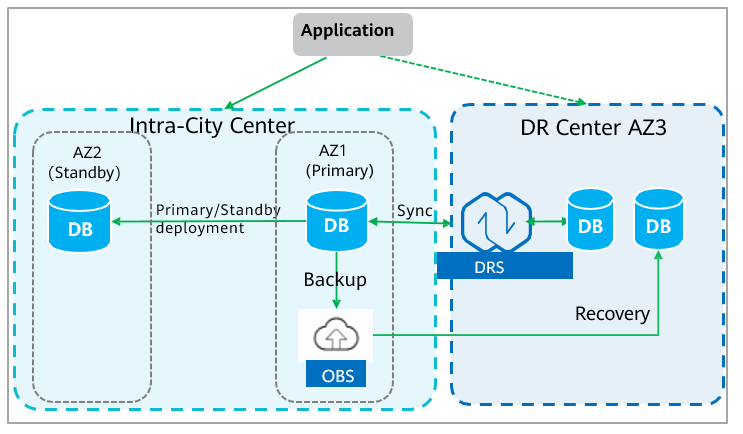 Application
Intra-City Center
DR Center AZ3
AZ2
(Standby)
AZ1
(Primary)
DB
Primary/Standby
deployment
DB
Sync
DB
DB
DRS
Backup
Recovery
OBS